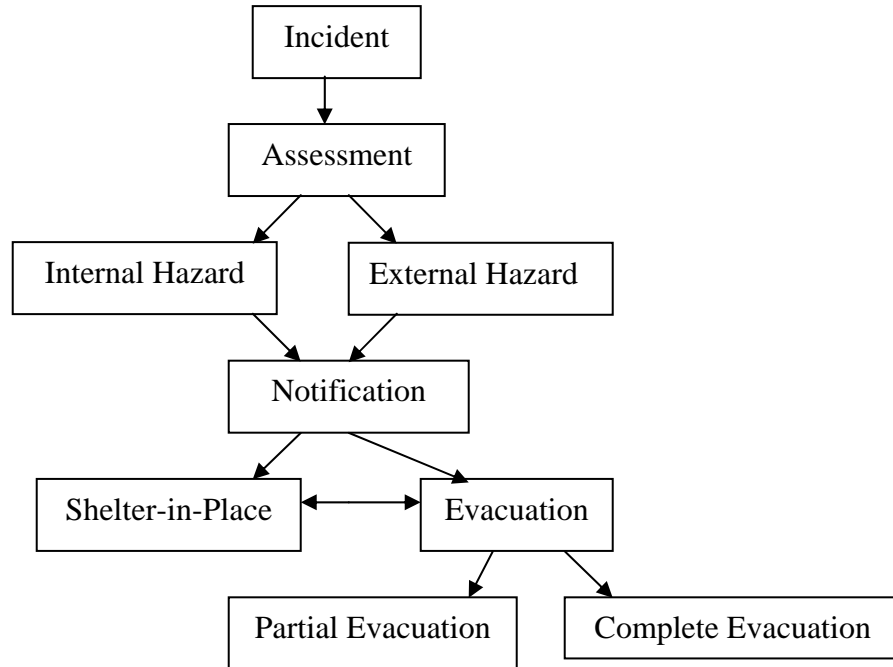 Incident
Assessment
Internal Hazard
External Hazard
Notification
Shelter-in-Place
Evacuation
Partial Evacuation
Complete Evacuation